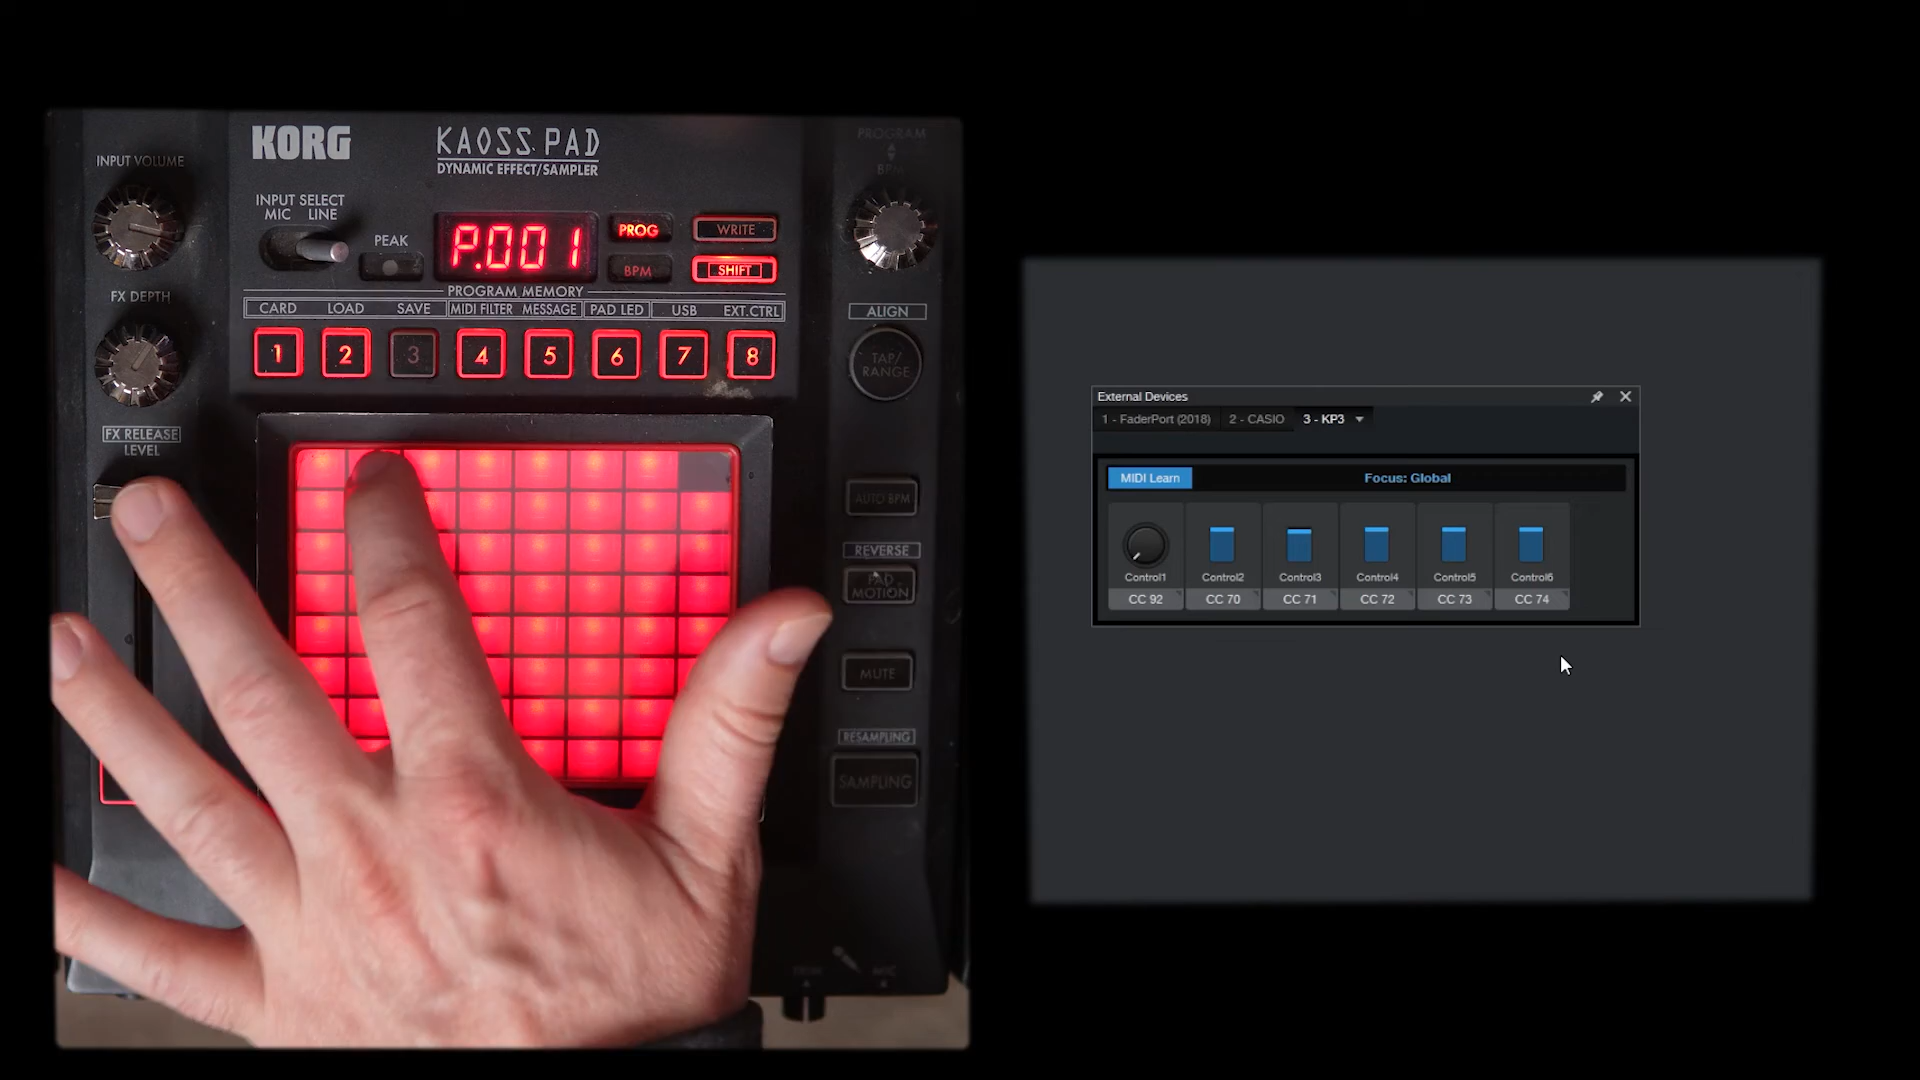 KORG
KAOSS PAD
DYNAMIC EFFECT/SAMPLER
INPUT VOLUME
INPUT SELECT
MIC LINE
PEAK
P.001
PROG
BPM
WRITE
SHIFT
PROGRAM
BPM
FX DEPTH
PROGRAM MEMORY
CARD LOAD SAVE MIDI FILTER MESSAGE PAD LED USB EXT.CTRL
1 2 3 4 5 6 7 8
ALIGN
TAP/
RANGE
FX RELEASE
LEVEL
AUTO BPM
REVERSE
PAD
MOTION
MUTE
RESAMPLING
SAMPLING
MIC
External Devices
1 - FaderPort (2018) 2 - CASIO 3 - KP3
MIDI Learn Focus: Global
Control1 Control2 Control3 Control4 Control5 Control6
CC 92 CC 70 CC 71 CC 72 CC 73 CC 74